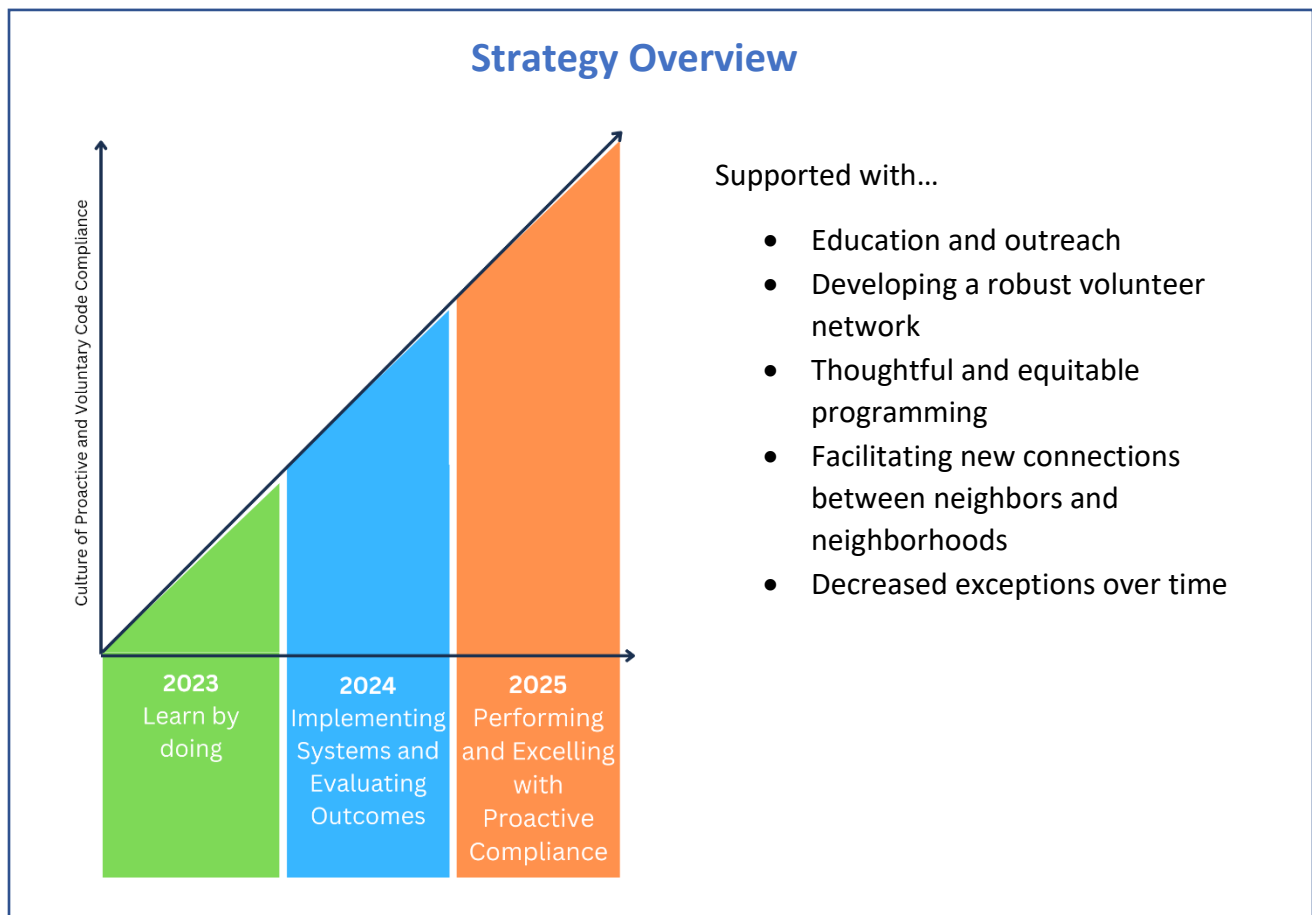 Strategy Overview
Culture of Proactive and Voluntary Code Compliance
2023
Learn by
doing
2024
Implementing
Systems and
Evaluating
Outcomes
2025
Performing
and Excelling
with
Proactive
Compliance
Supported with...
• Education and outreach
• Developing a robust volunteer
network
• Thoughtful and equitable
programming
• Facilitating new connections
between neighbors and
neighborhoods
• Decreased exceptions over time